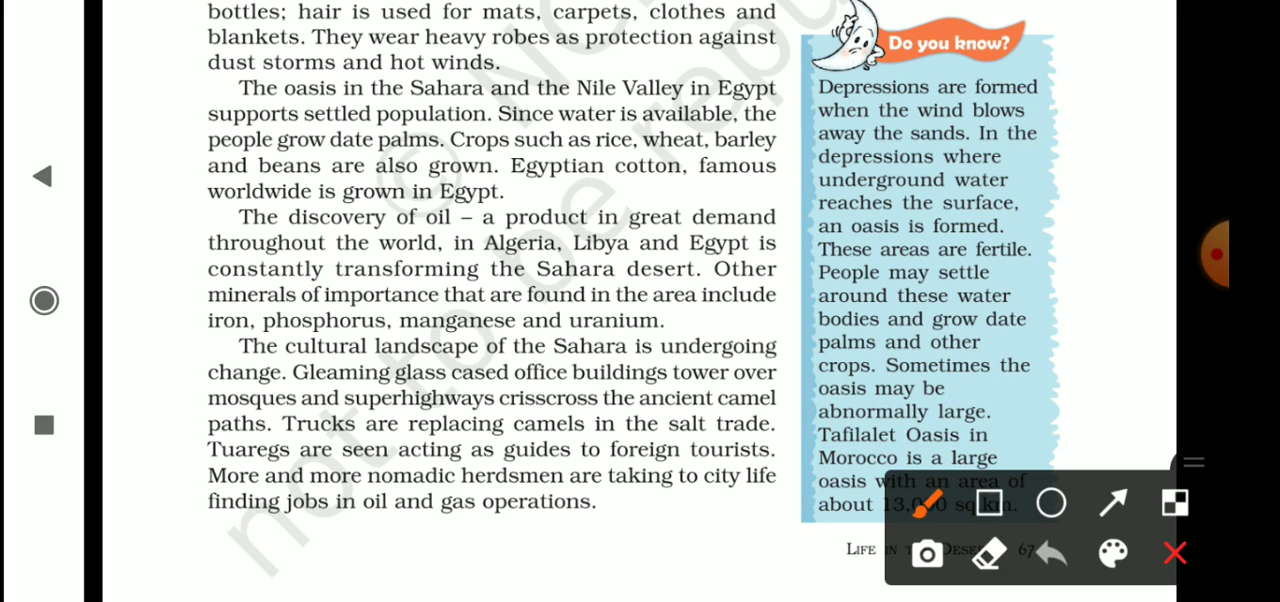 bottles; hair is used for mats, carpets, clothes and
blankets. They wear heavy robes as protection against
dust storms and hot winds.
The oasis in the Sahara and the Nile Valley in Egypt
supports settled population. Since water is available, the
people grow date palms. Crops such as rice, wheat, barley
and beans are also grown. Egyptian cotton, famous
worldwide is grown in Egypt.
The discovery of oil – a product in great demand
throughout the world, in Algeria, Libya and Egypt is
constantly transforming the Sahara desert. Other
minerals of importance that are found in the area include
iron, phosphorus, manganese and uranium.
The cultural landscape of the Sahara is undergoing
change. Gleaming glass cased office buildings tower over
mosques and superhighways crisscross the ancient camel
paths. Trucks are replacing camels in the salt trade.
Tuaregs are seen acting as guides to foreign tourists.
More and more nomadic herdsmen are taking to city life
finding jobs in oil and gas operations.
Do you know?
Depressions are formed
when the wind blows
away the sands. In the
depressions where
underground water
reaches the surface,
an oasis is formed.
These areas are fertile.
People may settle
around these water
bodies and grow date
palms and other
crops. Sometimes the
oasis may be
abnormally large.
Tafilalet Oasis in
Morocco is a large
oasis with an area of
about sq km.
Life 67
not to be